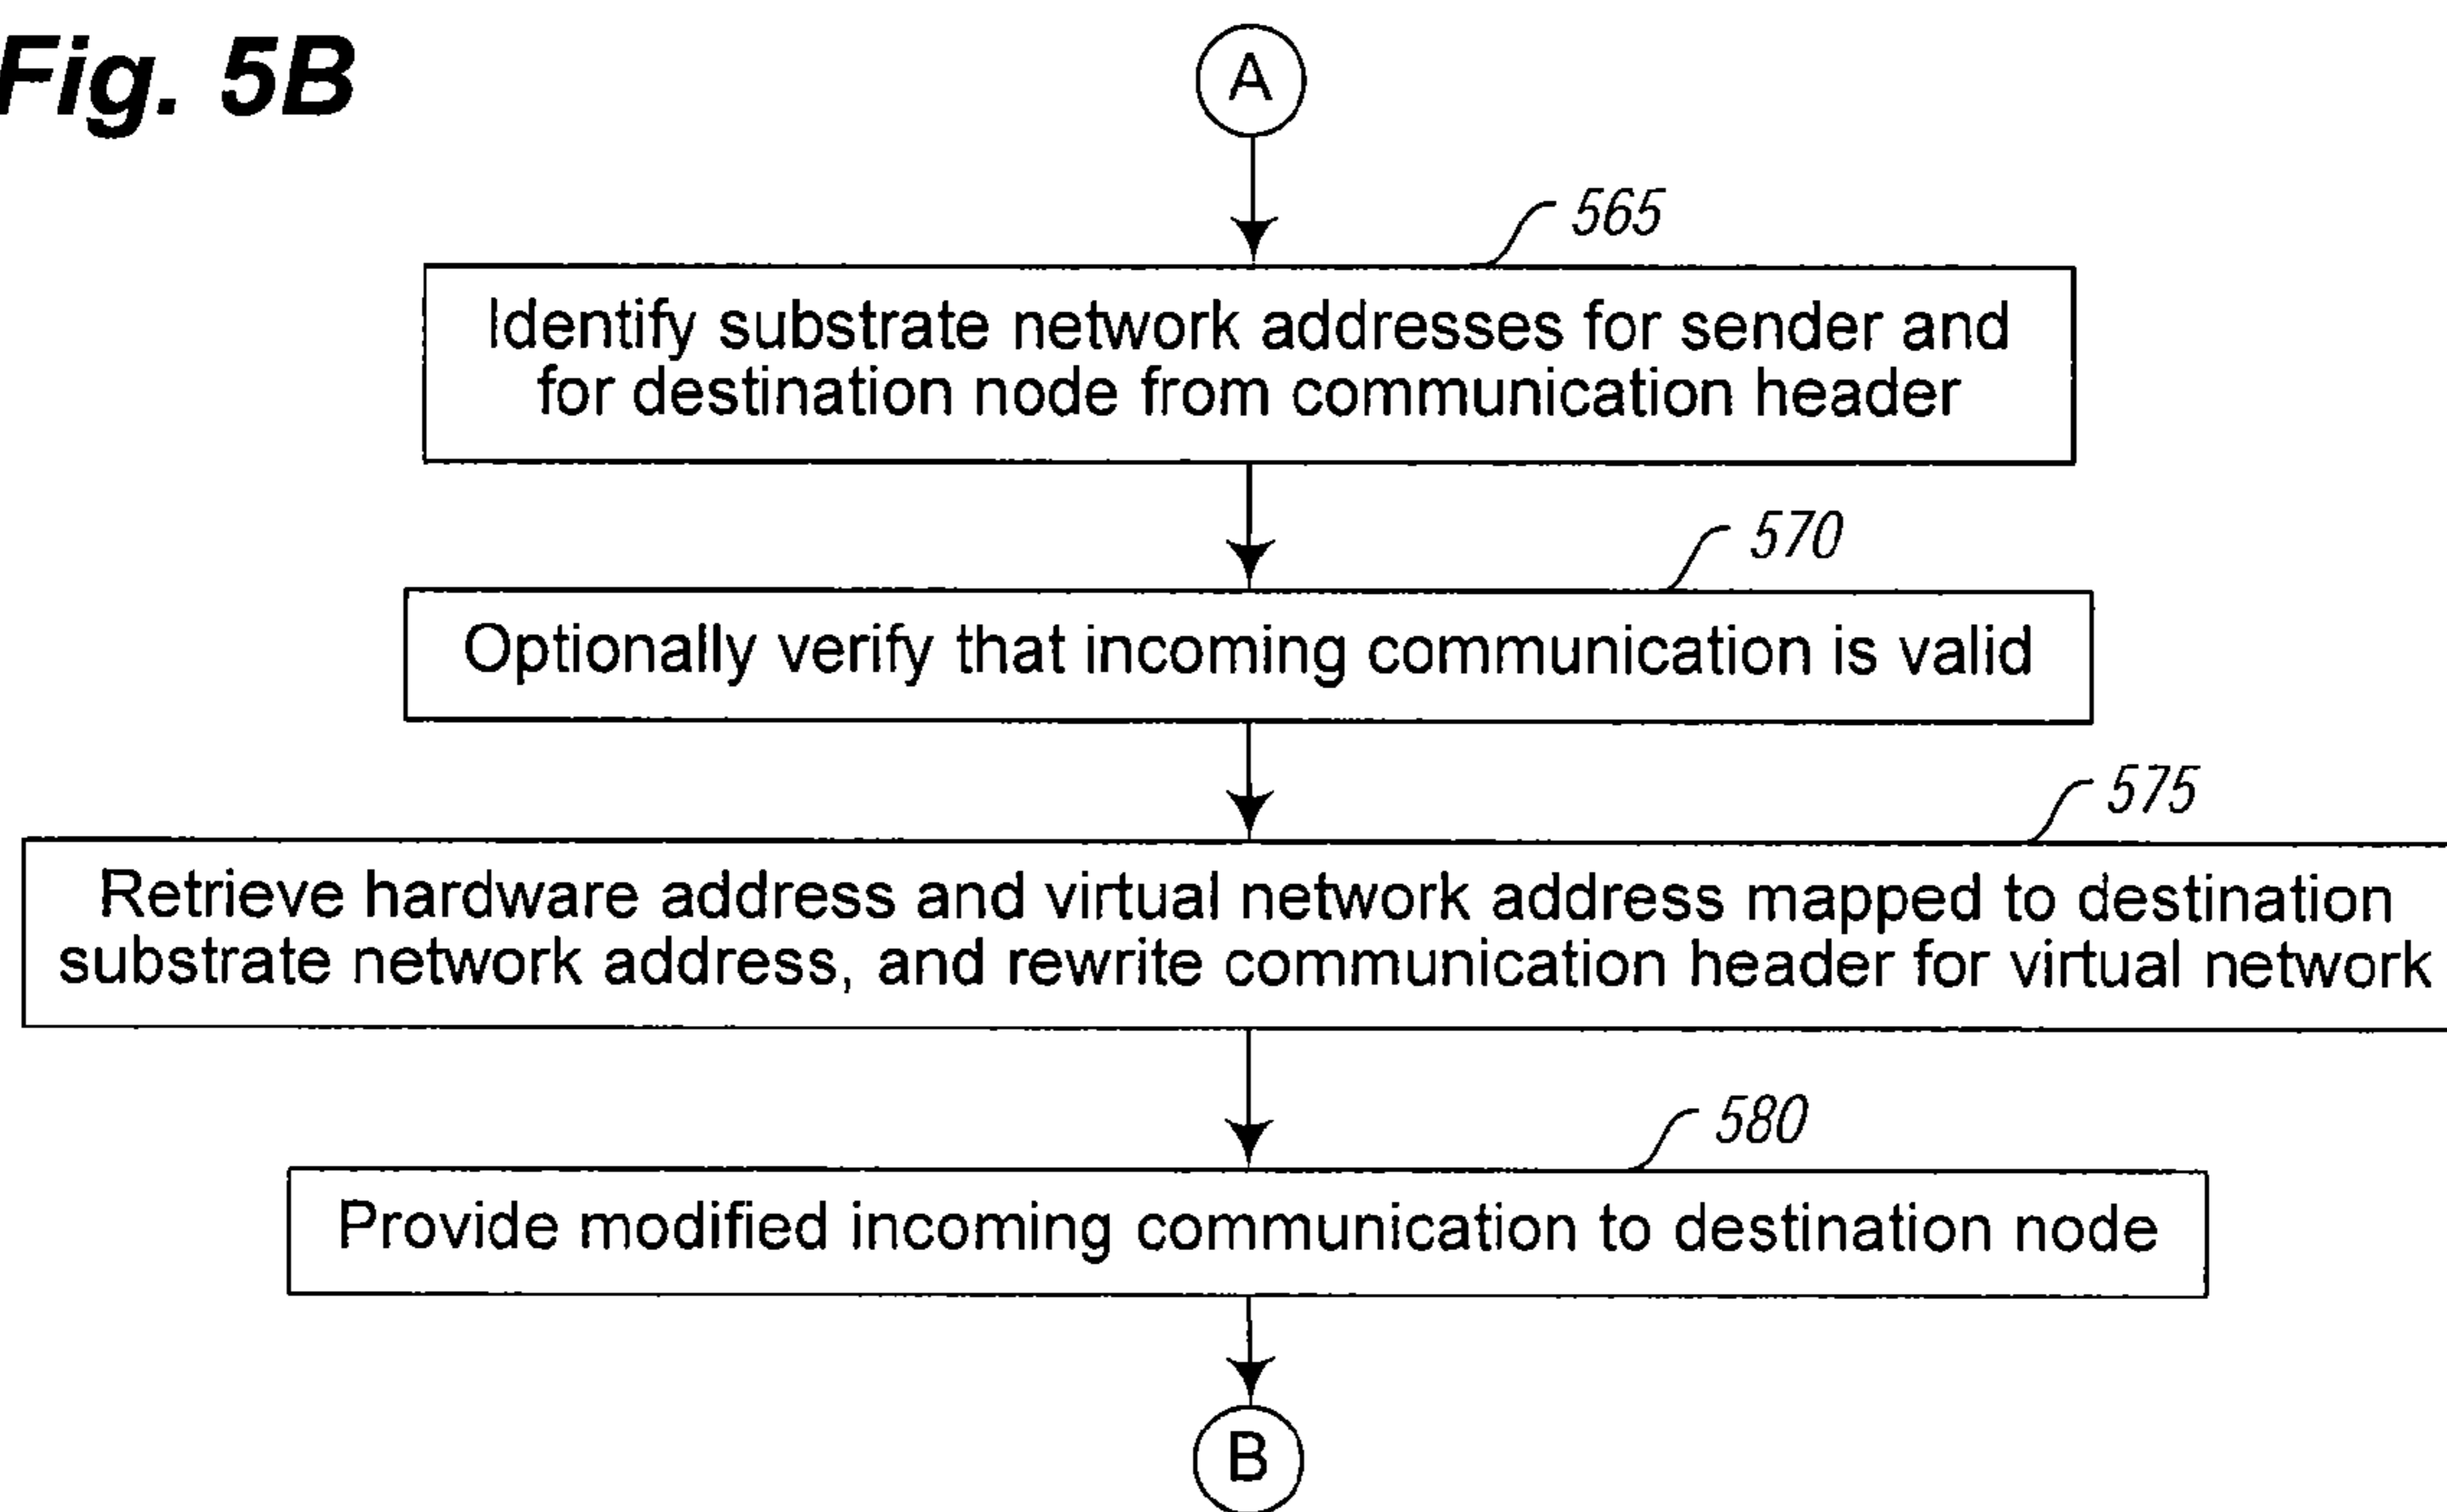 Fig. 5B
A
565
Identify substrate network addresses for sender and
for destination node from communication header
570
Optionally verify that incoming communication is valid
575
Retrieve hardware address and virtual network address mapped to destination
substrate network address, and rewrite communication header for virtual network
580
Provide modified incoming communication to destination node
B